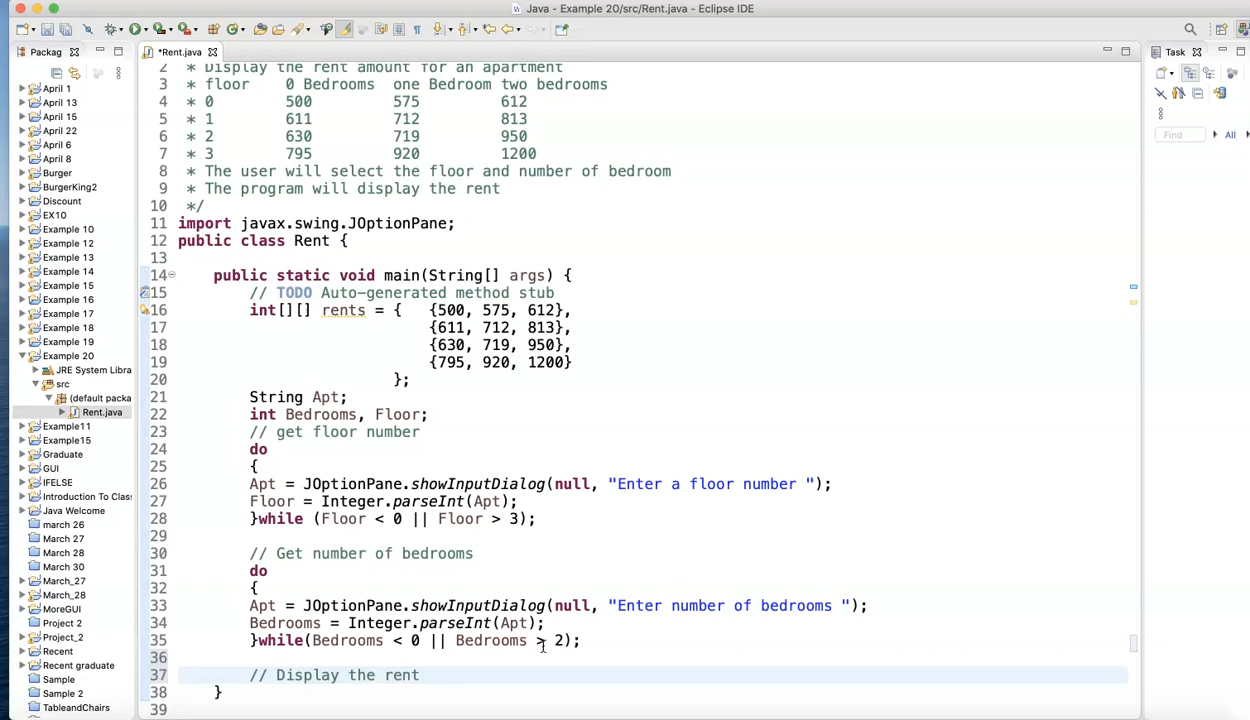 Java - Example 20/src/Rent.java - Eclipse IDE
Packag
*Rent.java
Task
Find
All
April 1
April 13
April 15
April 22
April 6
April 8
Burger
BurgerKing2
Discount
EX10
Example 10
Example 12
Example 13
Example 14
Example 15
Example 16
Example 17
Example 18
Example 19
Example 20
JRE System Libra
src
(default packa
Rent.java
Example11
Example15
Graduate
GUI
IFELSE
Introduction To Clas
Java Welcome
march 26
March 27
March 28
March 30
March_27
March_28
MoreGUI
Project 2
Project_2
Recent
Recent graduate
Sample
Sample 2
TableandChairs
2 * Display the rent amount for an apartment
3 * floor 0 Bedrooms one Bedroom two bedrooms
4 * 0 500 575 612
5 * 1 611 712 813
6 * 2 630 719 950
7 * 3 795 920 1200
8 * The user will select the floor and number of bedroom
9 * The program will display the rent
10 */
11 import javax.swing.JOptionPane;
12 public class Rent {
13
14 public static void main(String[] args) {
15 // TODO Auto-generated method stub
16 int[][] rents = { {500, 575, 612},
17 {611, 712, 813},
18 {630, 719, 950},
19 {795, 920, 1200}
20 };
21 String Apt;
22 int Bedrooms, Floor;
23 // get floor number
24 do
25 {
26 Apt = JOptionPane.showInputDialog(null, "Enter a floor number ");
27 Floor = Integer.parseInt(Apt);
28 }while (Floor < 0 || Floor > 3);
29
30 // Get number of bedrooms
31 do
32 {
33 Apt = JOptionPane.showInputDialog(null, "Enter number of bedrooms ");
34 Bedrooms = Integer.parseInt(Apt);
35 }while(Bedrooms < 0 || Bedrooms > 2);
36
37 // Display the rent
38 }
39